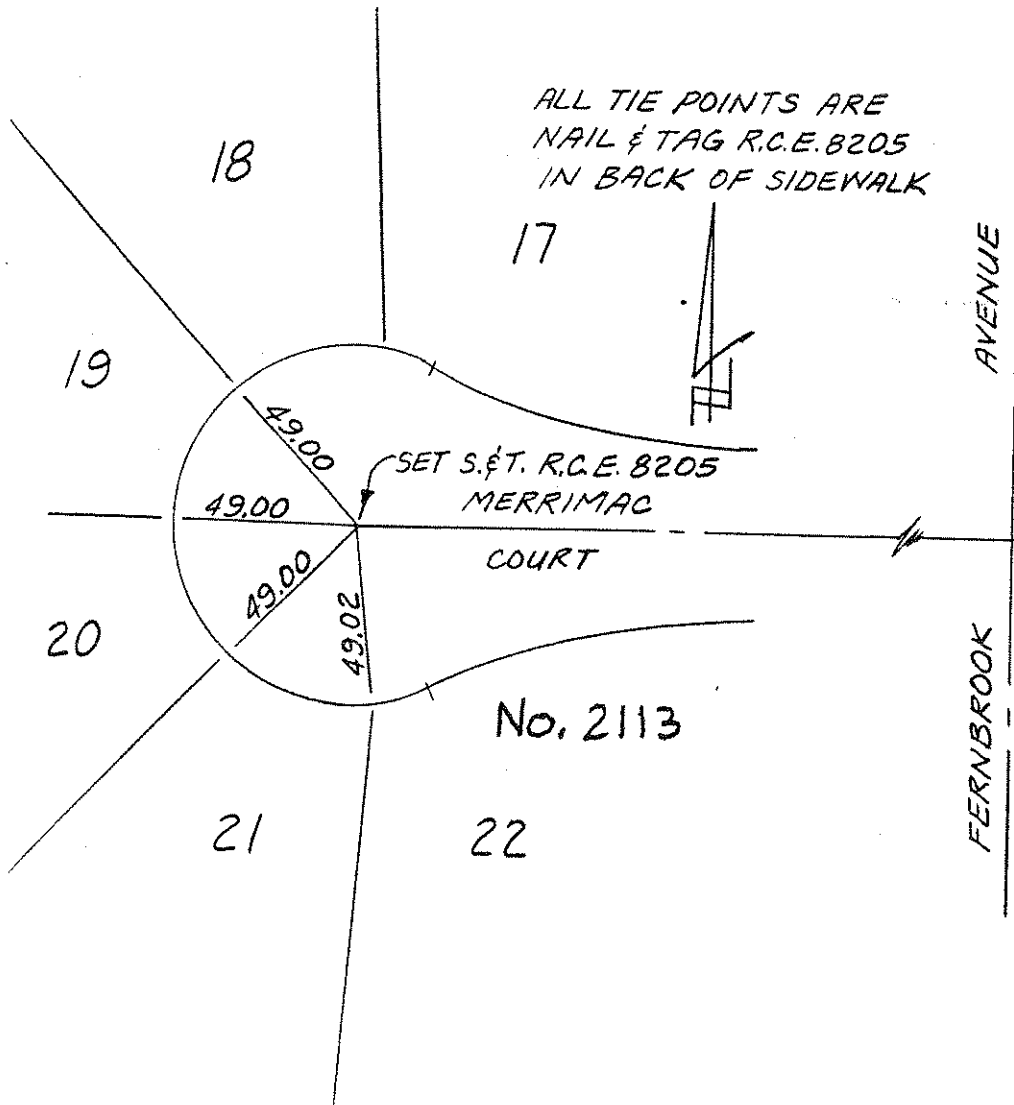 ALL TIE POINTS ARE
NAIL & TAG R.C.E. 8205
IN BACK OF SIDEWALK
18
17
AVENUE
19
49.00
SET S.&T. R.C.E. 8205
49.00
MERRIMAC
COURT
49.00
49.02
20
FERNBROOK
No. 2113
21
22